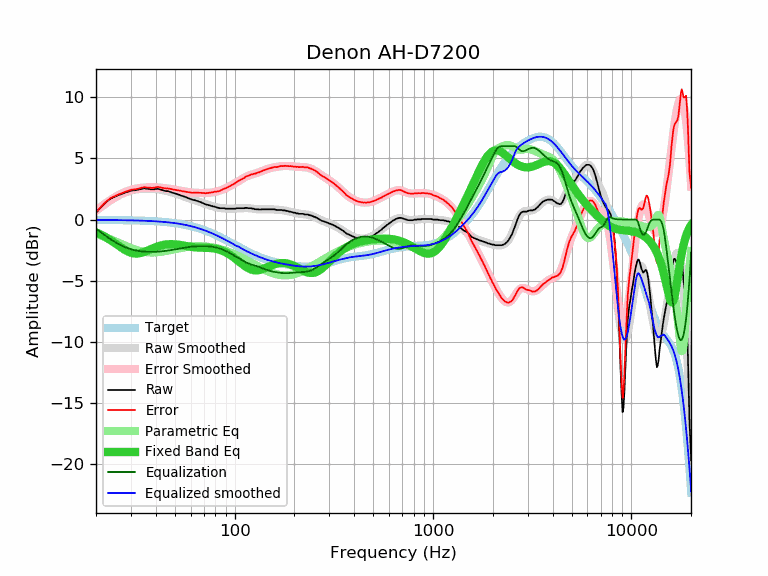 Denon AH-D7200
Amplitude (dBr)
10
5
0
−5
−10
−15
−20
Target
Raw Smoothed
Error Smoothed
Raw
Error
Parametric Eq
Fixed Band Eq
Equalization
Equalized smoothed
100
1000
10000
Frequency (Hz)